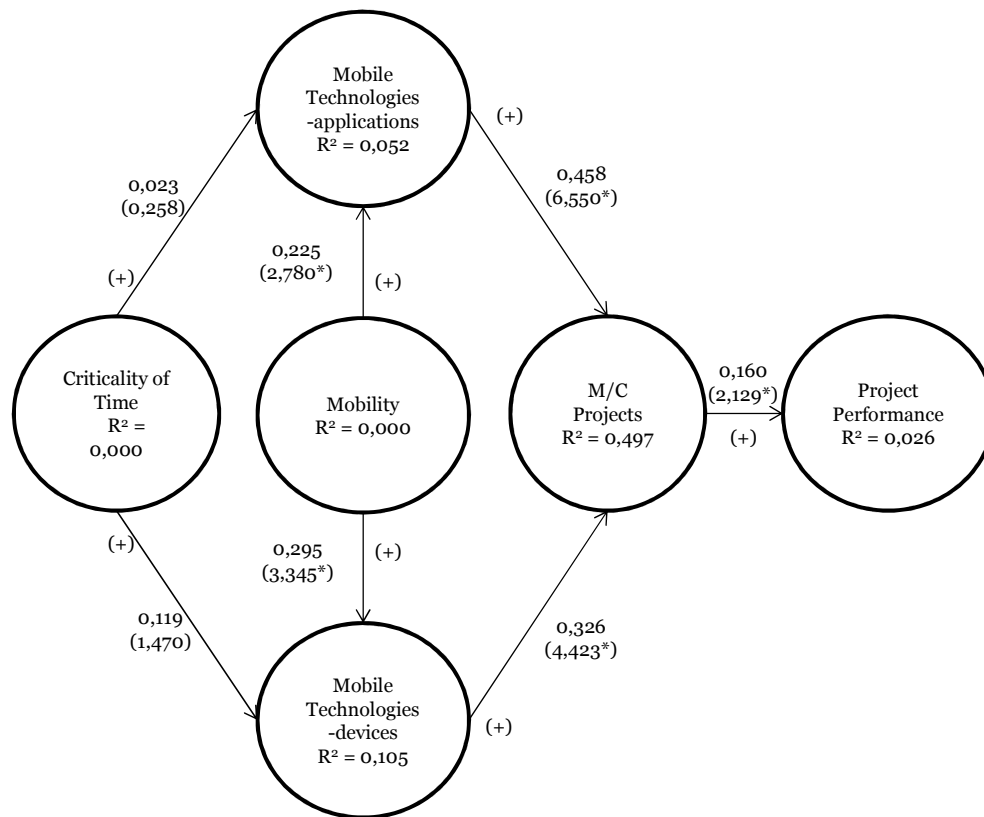 Mobile
Technologies
-applications
R² = 0,052
(+)
0,023
(0,258)
(+)
0,458
(6,550*)
0,225
(2,780*)
(+)
Criticality of
Time
R² =
0,000
Mobility
R² = 0,000
M/C
Projects
R² = 0,497
0,160
(2,129*)
(+)
Project
Performance
R² = 0,026
(+)
0,119
(1,470)
0,295
(3,345*)
(+)
0,326
(4,423*)
(+)
Mobile
Technologies
-devices
R² = 0,105